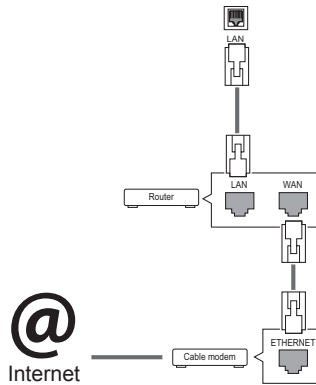 LAN
LAN WAN
Router
ETHERNET
Cable modem
@
Internet